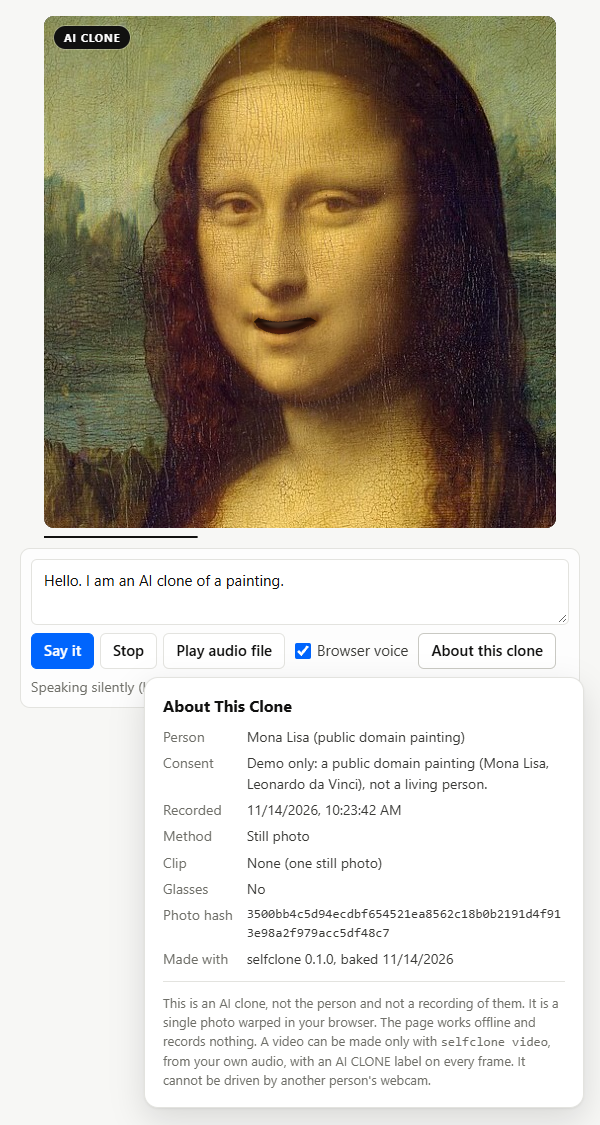 AI CLONE
Hello. I am an AI clone of a painting.
Say it
Stop
Play audio file
Browser voice
About this clone
Speaking silently
About This Clone
Person Mona Lisa (public domain painting)
Consent Demo only: a public domain painting (Mona Lisa,
Leonardo da Vinci), not a living person.
Recorded 11/14/2026, 10:23:42 AM
Method Still photo
Clip None (one still photo)
Glasses No
Photo hash 3500bb4c5d94ecdbf654521ea8562c18b0b2191d4f91
3e98a2f979acc5df48c7
Made with selfclone 0.1.0, baked 11/14/2026
This is an AI clone, not the person and not a recording of them. It is a
single photo warped in your browser. The page works offline and
records nothing. A video can be made only with selfclone video,
from your own audio, with an AI CLONE label on every frame. It
cannot be driven by another person's webcam.